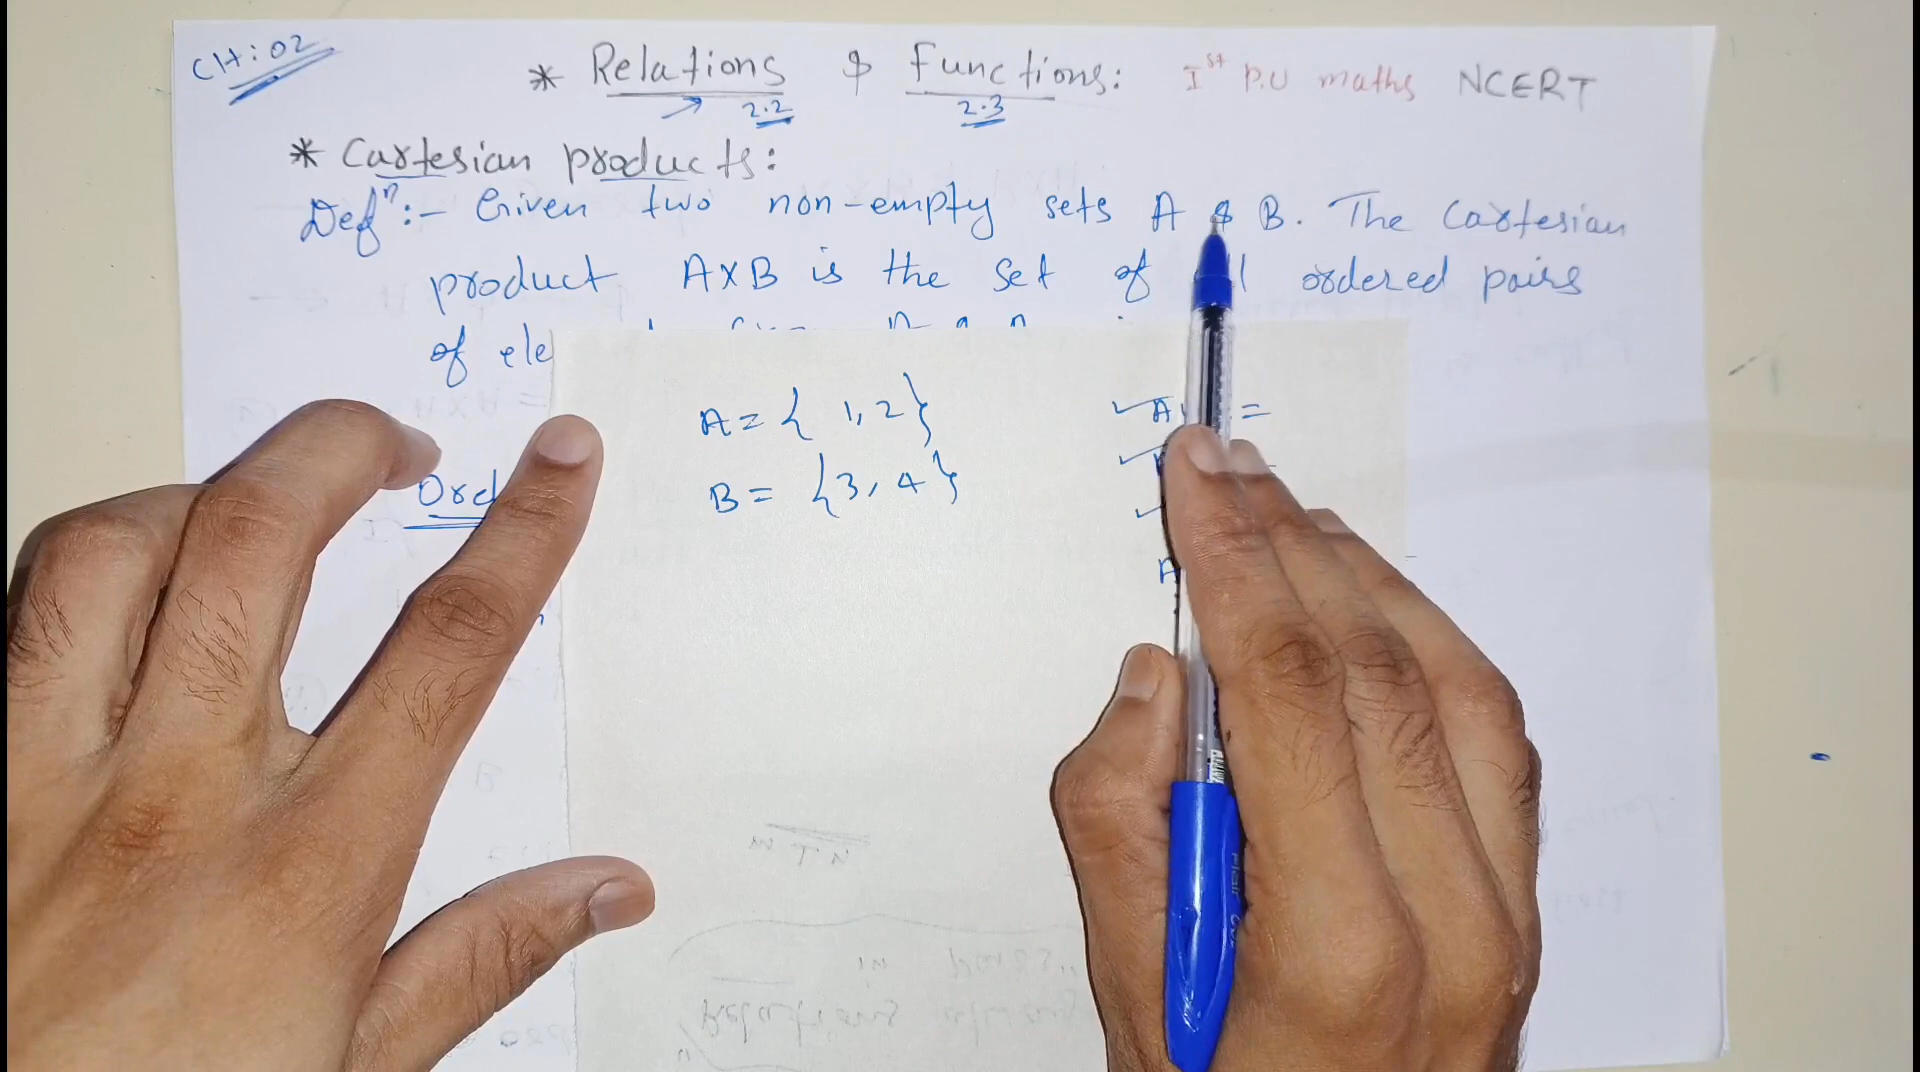 CH:02
* Relations & Functions: Ist P.U maths NCERT
2.2 2.3
* Cartesian products:
Defn:- Given two non-empty sets A & B. The Cartesian
product A×B is the set of ordered pairs
of ele
A = { 1, 2 }
B = { 3, 4 }
Ord